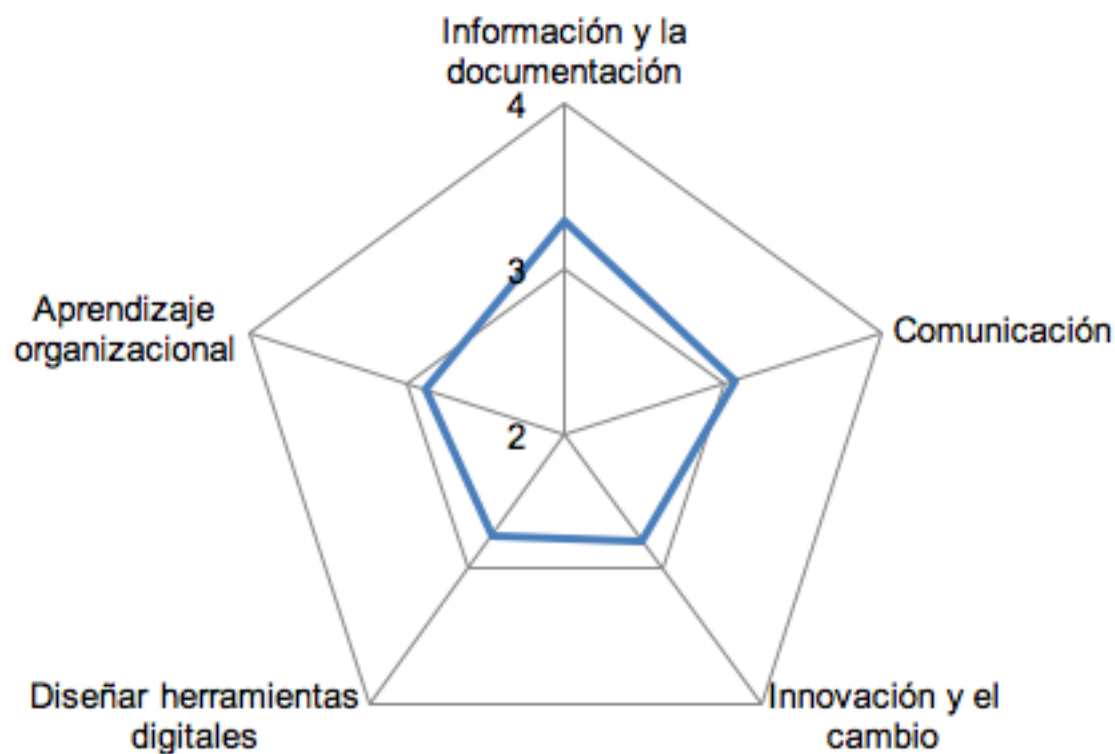 Información y la
documentación
4
3
2
Comunicación
Aprendizaje
organizacional
Diseñar herramientas
digitales
Innovación y el
cambio